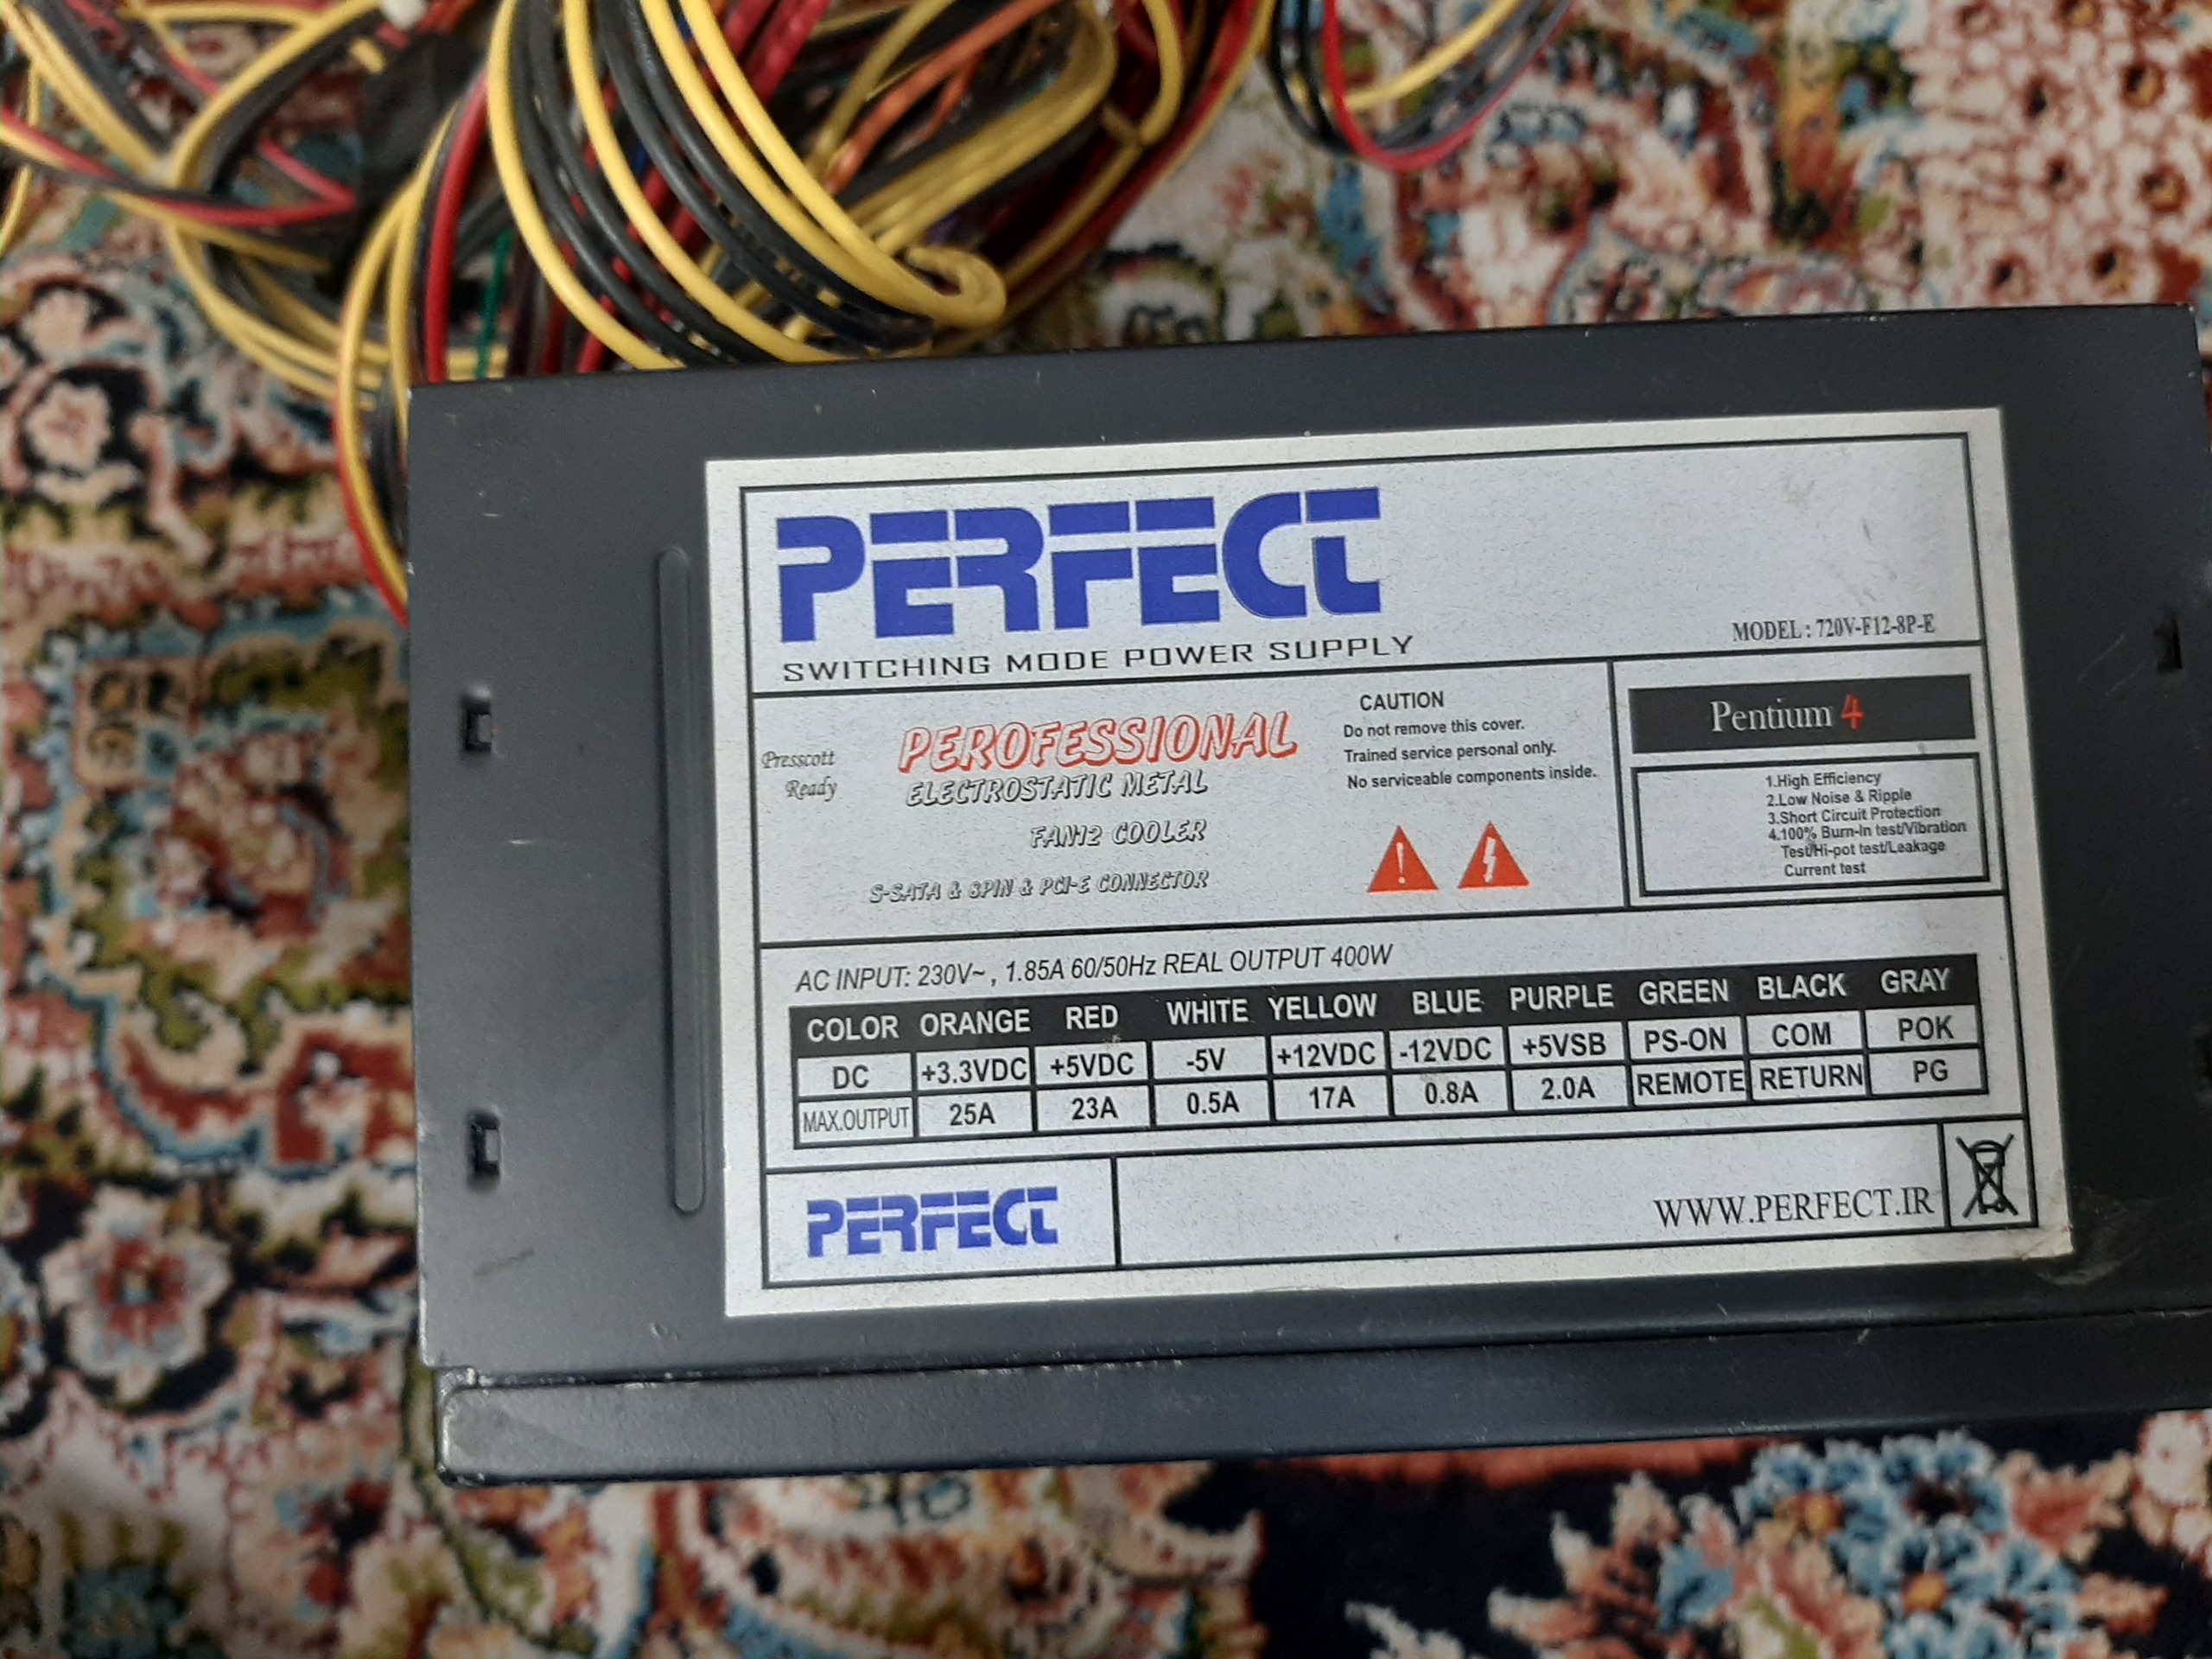 PERFECT
SWITCHING MODE POWER SUPPLY
MODEL : 720V-F12-8P-E
Presscott
Ready
PEROFESSIONAL
ELECTROSTATIC METAL
FAN12 COOLER
S-SATA & 8PIN & PCI-E CONNECTOR
CAUTION
Do not remove this cover.
Trained service personal only.
No serviceable components inside.
Pentium 4
1.High Efficiency
2.Low Noise & Ripple
3.Short Circuit Protection
4.100% Burn-In test/Vibration
Test/Hi-pot test/Leakage
Current test
AC INPUT: 230V~ , 1.85A 60/50Hz REAL OUTPUT 400W
COLOR ORANGE RED WHITE YELLOW BLUE PURPLE GREEN BLACK GRAY
DC +3.3VDC +5VDC -5V +12VDC -12VDC +5VSB PS-ON COM POK
MAX.OUTPUT 25A 23A 0.5A 17A 0.8A 2.0A REMOTE RETURN PG
PERFECT
WWW.PERFECT.IR